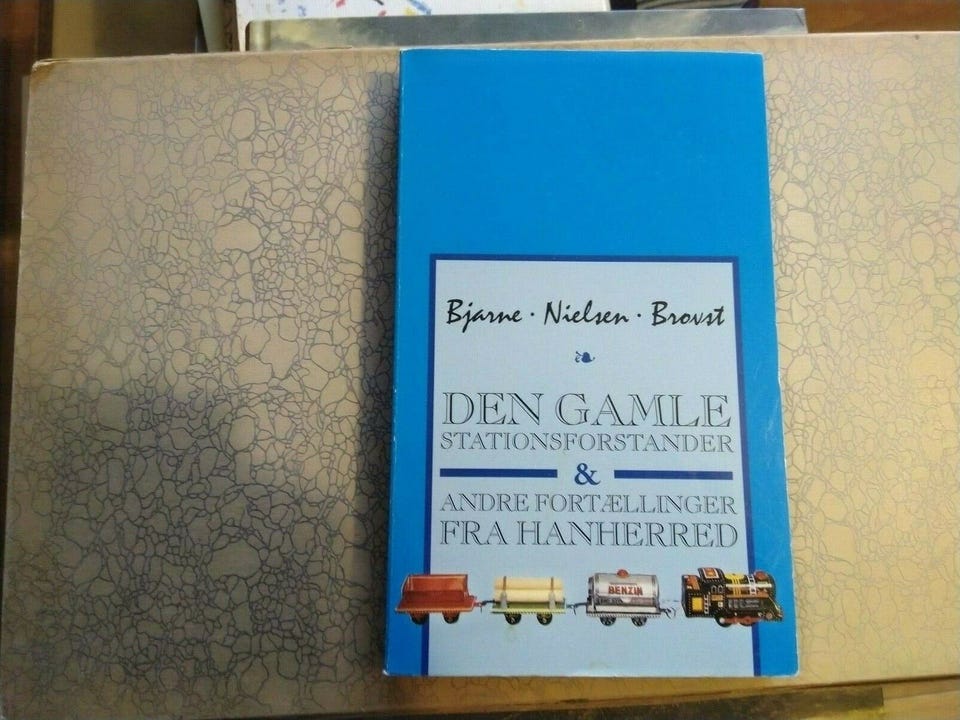 Bjarne · Nielsen · Brovst
DEN GAMLE
STATIONSFORSTANDER
&
ANDRE FORTÆLLINGER
FRA HANHERRED
BENZIN